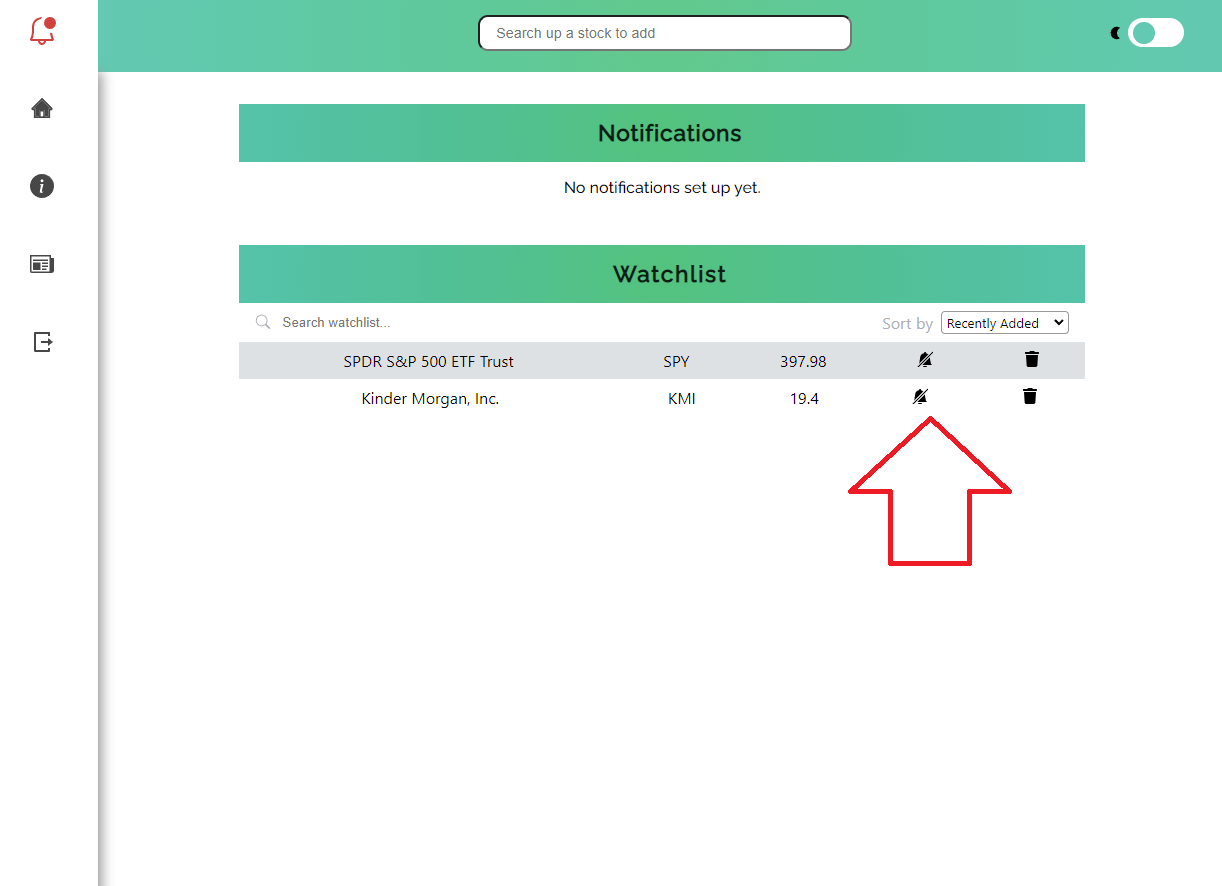 Search up a stock to add
Notifications
No notifications set up yet.
Watchlist
Search watchlist... Sort by Recently Added
SPDR S&P 500 ETF Trust SPY 397.98
Kinder Morgan, Inc. KMI 19.4